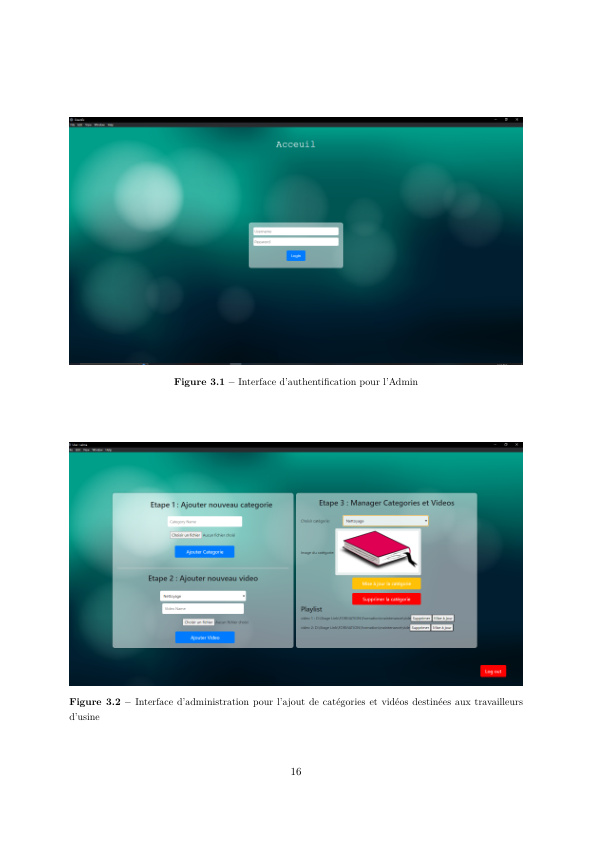 File Edit View Window Help
Acceuil
Username
Password
Login
Figure 3.1 – Interface d'authentification pour l'Admin
File Edit View Window Help
Etape 1 : Ajouter nouveau categorie
Category Name
Choisir un fichier Aucun fichier choisi
Ajouter Categorie
Etape 2 : Ajouter nouveau video
Nettoyage
Video Name
Choisir un fichier Aucun fichier choisi
Ajouter Video
Etape 3 : Manager Categories et Videos
Choisir categorie Nettoyage
Image du catégorie
Mise à jour la catégorie
Supprimer la catégorie
Playlist
video 1 : Supprimer Mise à jour
video 2: Supprimer Mise à jour
Log out
Figure 3.2 – Interface d'administration pour l'ajout de catégories et vidéos destinées aux travailleurs
d'usine
16